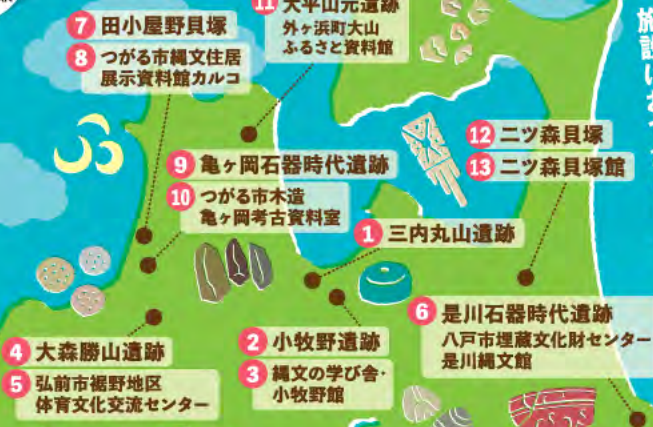 7 田小屋野貝塚
8 つがる市縄文住居
展示資料館カルコ
11 大平山元遺跡
外ヶ浜町大山
ふるさと資料館
9 亀ヶ岡石器時代遺跡
10 つがる市木造
亀ヶ岡考古資料室
12 二ツ森貝塚
13 二ツ森貝塚館
1 三内丸山遺跡
4 大森勝山遺跡
5 弘前市裾野地区
体育文化交流センター
2 小牧野遺跡
3 縄文の学び舎・
小牧野館
6 是川石器時代遺跡
八戸市埋蔵文化財センター
是川縄文館
施設は